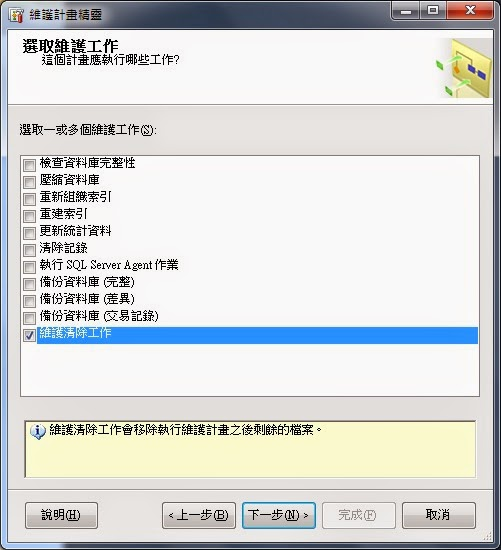 維護計畫精靈
選取維護工作
這個計畫應執行哪些工作?
選取一或多個維護工作(S):
檢查資料庫完整性
壓縮資料庫
重新組織索引
重建索引
更新統計資料
清除記錄
執行 SQL Server Agent 作業
備份資料庫 (完整)
備份資料庫 (差異)
備份資料庫 (交易記錄)
維護清除工作
維護清除工作會移除執行維護計畫之後剩餘的檔案。
說明(H)
< 上一步(B)
下一步(N) >
完成(F)
取消